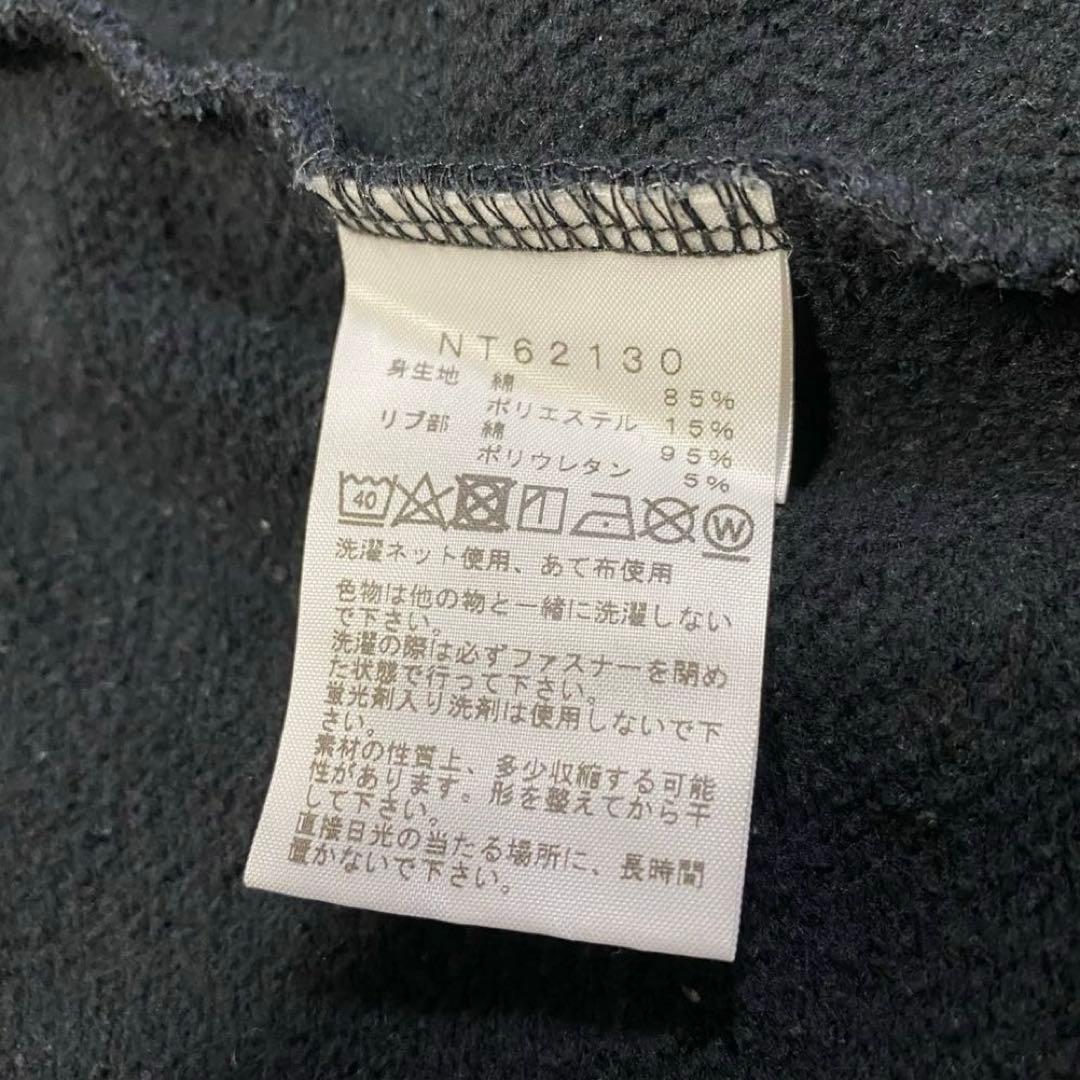 NT62130
身生地 綿 85%
ポリエステル 15%
リブ部 綿 95%
ポリウレタン 5%
40 W
洗濯ネット使用、あて布使用
色物は他の物と一緒に洗濯しない
で下さい。
洗濯の際は必ずファスナーを閉め
た状態で行って下さい。
蛍光剤入り洗剤は使用しないで下
さい。
素材の性質上、多少収縮する可能
性があります。形を整えてから干
して下さい。
直接日光の当たる場所に、長時間
置かないで下さい。